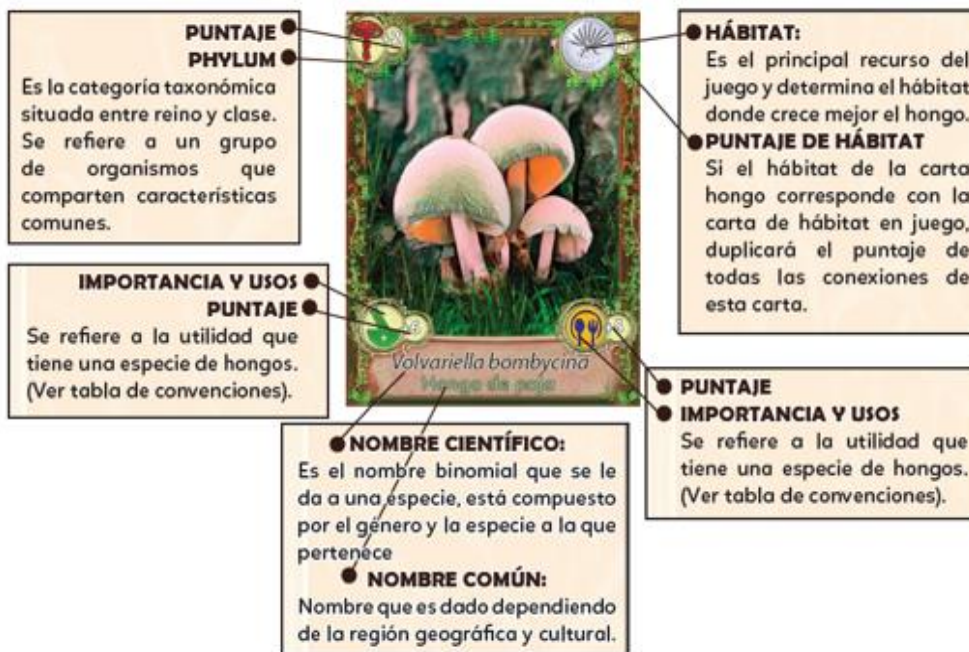 PUNTAJE
PHYLUM
Es la categoría taxonómica
situada entre reino y clase.
Se refiere a un grupo
de organismos que
comparten características
comunes.
HÁBITAT:
Es el principal recurso del
juego y determina el hábitat
donde crece mejor el hongo.
PUNTAJE DE HÁBITAT
Si el hábitat de la carta
hongo corresponde con la
carta de hábitat en juego,
duplicará el puntaje de
todas las conexiones de
esta carta.
IMPORTANCIA Y USOS
PUNTAJE
Se refiere a la utilidad que
tiene una especie de hongos.
(Ver tabla de convenciones).
Volvariella bombycina
Hongo de paja
PUNTAJE
IMPORTANCIA Y USOS
Se refiere a la utilidad que
tiene una especie de hongos.
(Ver tabla de convenciones).
NOMBRE CIENTÍFICO:
Es el nombre binomial que se le
da a una especie, está compuesto
por el género y la especie a la que
pertenece
NOMBRE COMÚN:
Nombre que es dado dependiendo
de la región geográfica y cultural.